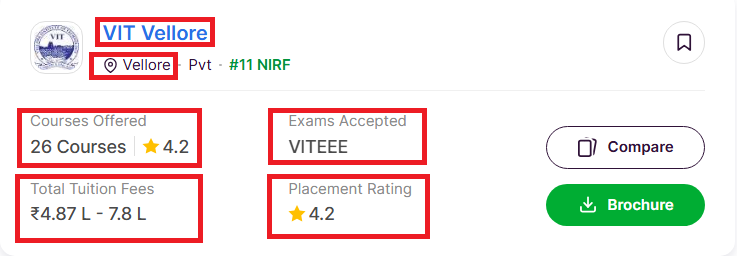 VIT
VIT Vellore
Vellore · Pvt · #11 NIRF
Courses Offered
26 Courses 4.2
Exams Accepted
VITEEE
Total Tuition Fees
₹4.87 L - 7.8 L
Placement Rating
4.2
Compare
Brochure